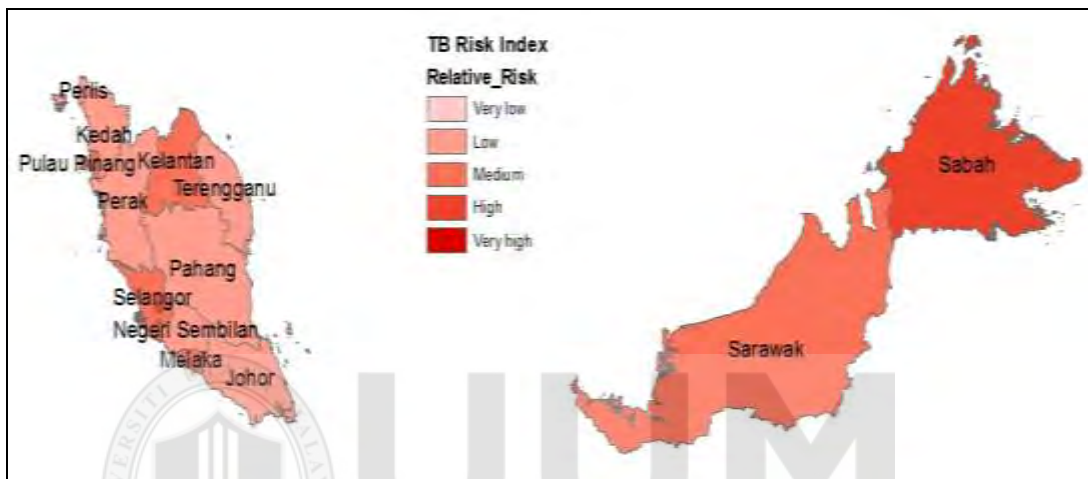 TB Risk Index
Relative_Risk
Very low
Low
Medium
High
Very high
Perlis
Kedah
Pulau Pinang
Kelantan
Terengganu
Perak
Pahang
Selangor
Negeri Sembilan
Melaka
Johor
Sabah
Sarawak
UUM